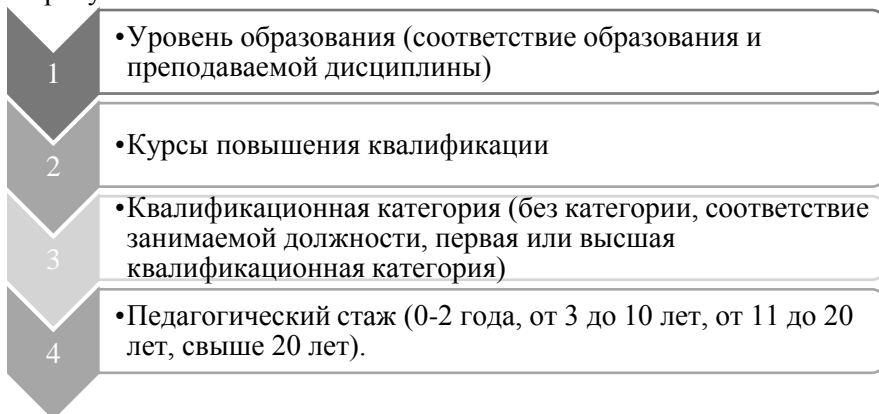 1
•Уровень образования (соответствие образования и
преподаваемой дисциплины)
2
•Курсы повышения квалификации
3
•Квалификационная категория (без категории, соответствие
занимаемой должности, первая или высшая
квалификационная категория)
4
•Педагогический стаж (0-2 года, от 3 до 10 лет, от 11 до 20
лет, свыше 20 лет).